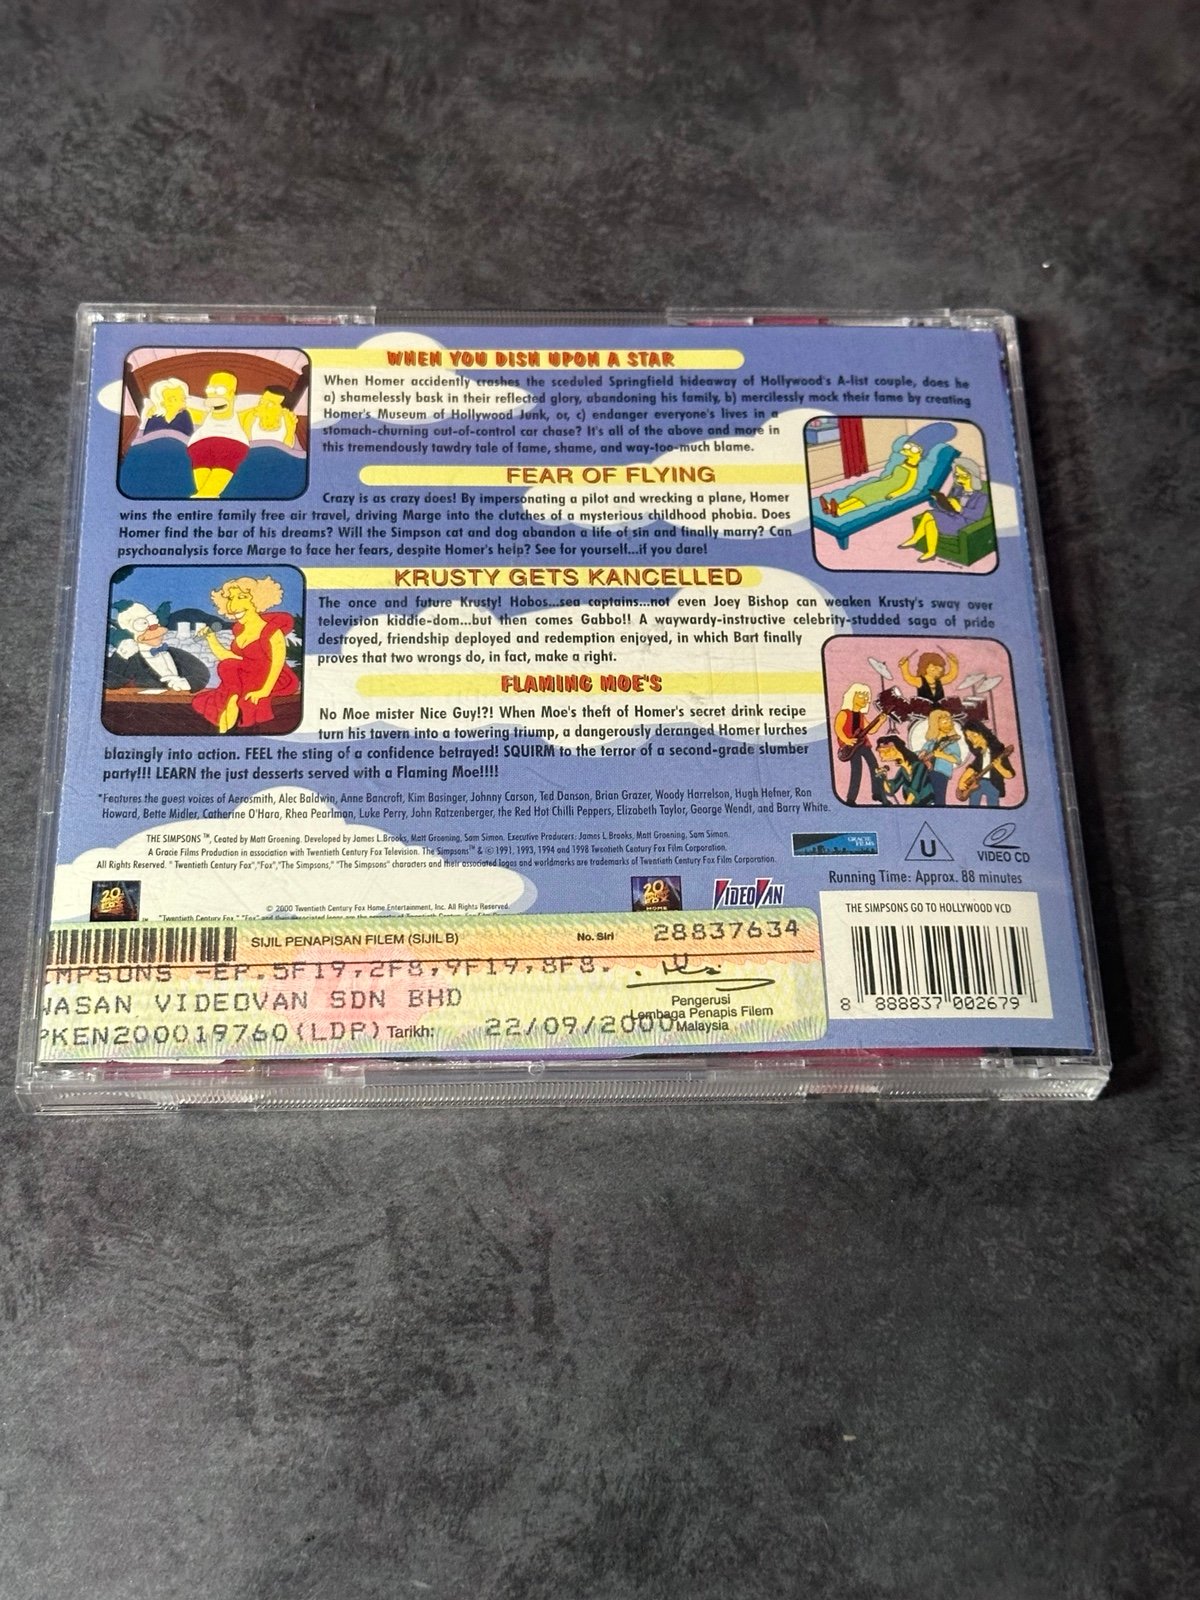 WHEN YOU DISH UPON A STAR
When Homer accidently crashes the sceduled Springfield hideaway of Hollywood's A-list couple, does he
a) shamelessly bask in their reflected glory, abandoning his family, b) mercilessly mock their fame by creating
Homer's Museum of Hollywood Junk, or, c) endanger everyone's lives in a
stomach-churning out-of-control car chase? It's all of the above and more in
this tremendously tawdry tale of fame, shame, and way-too-much blame.
FEAR OF FLYING
Crazy is as crazy does! By impersonating a pilot and wrecking a plane, Homer
wins the entire family free air travel, driving Marge into the clutches of a mysterious childhood phobia. Does
Homer find the bar of his dreams? Will the Simpson cat and dog abandon a life of sin and finally marry? Can
psychoanalysis force Marge to face her fears, despite Homer's help? See for yourself...if you dare!
KRUSTY GETS KANCELLED
The once and future Krusty! Hobos...sea captains...not even Joey Bishop can weaken Krusty's sway over
television kiddie-dom...but then comes Gabbo!! A waywardy-instructive celebrity-studded saga of pride
destroyed, friendship deployed and redemption enjoyed, in which Bart finally
proves that two wrongs do, in fact, make a right.
FLAMING MOE'S
No Moe mister Nice Guy!?! When Moe's theft of Homer's secret drink recipe
turn his tavern into a towering triump, a dangerously deranged Homer lurches
blazingly into action. FEEL the sting of a confidence betrayed! SQUIRM to the terror of a second-grade slumber
party!!! LEARN the just desserts served with a Flaming Moe!!!!
*Features the guest voices of Aerosmith, Alec Baldwin, Anne Bancroft, Kim Basinger, Johnny Carson, Ted Danson, Brian Grazer, Woody Harrelson, Hugh Hefner, Ron
Howard, Bette Midler, Catherine O'Hara, Rhea Pearlman, Luke Perry, John Ratzenberger, the Red Hot Chilli Peppers, Elizabeth Taylor, George Wendt, and Barry White.
THE SIMPSONS ™, Ceated by Matt Groening. Developed by James L. Brooks, Matt Groening, Sam Simon. Executive Producers: James L. Brooks, Matt Groening, Sam Simon.
A Gracie Films Production in association with Twentieth Century Fox Television. The Simpsons™ & © 1991, 1993, 1994 and 1998 Twentieth Century Fox Film Corporation.
All Rights Reserved. " Twentieth Century Fox","Fox","The Simpsons," "The Simpsons" characters and their associated logos and worldmarks are trademarks of Twentieth Century Fox Film Corporation.
GRACIE FILMS
U
VIDEO CD
Running Time: Approx. 88 minutes
20
© 2000 Twentieth Century Fox Home Entertainment, Inc. All Rights Reserved.
20
HOME
VIDEOVAN
THE SIMPSONS GO TO HOLLYWOOD VCD
8 888837 002679
SIJIL PENAPISAN FILEM (SIJIL B)
No. Siri 28837634
MPSONS -EP.5F19,2F8,9F19,8F8.
WASAN VIDEOVAN SDN BHD
PKEN200019760(LDP) Tarikh: 22/09/2000
Pengerusi
Lembaga Penapis Filem
Malaysia